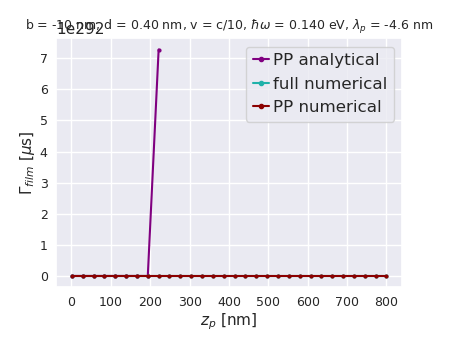 b = -10 nm, d = 0.40 nm, v = c/10, ℏω = 0.140 eV, λp = -4.6 nm
1e292
7
6
5
4
3
2
1
0
Γfilm [μs]
PP analytical
full numerical
PP numerical
0 100 200 300 400 500 600 700 800
zp [nm]